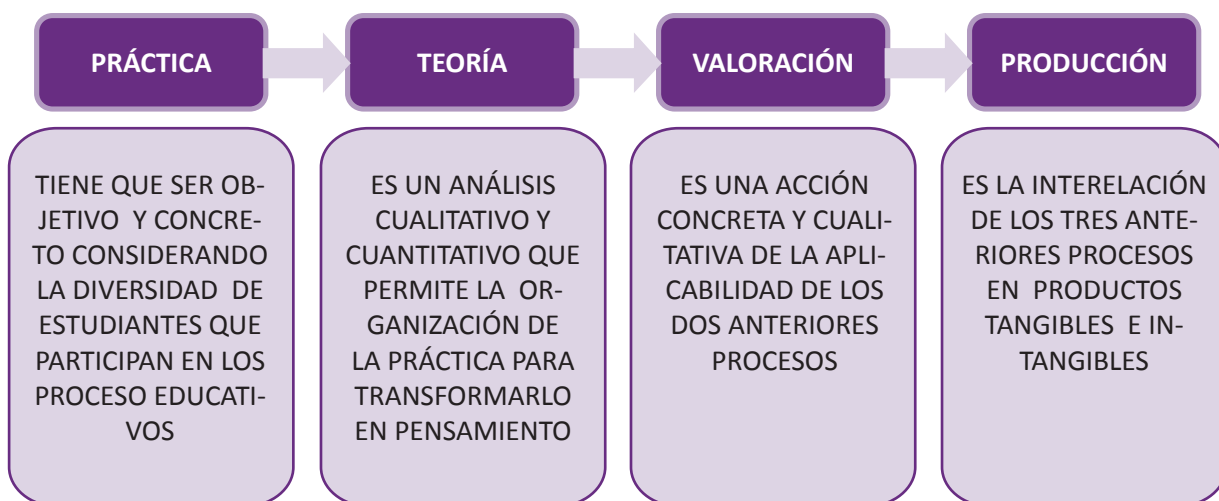 PRÁCTICA
TEORÍA
VALORACIÓN
PRODUCCIÓN
TIENE QUE SER OB-
JETIVO Y CONCRE-
TO CONSIDERANDO
LA DIVERSIDAD DE
ESTUDIANTES QUE
PARTICIPAN EN LOS
PROCESO EDUCATI-
VOS
ES UN ANÁLISIS
CUALITATIVO Y
CUANTITATIVO QUE
PERMITE LA OR-
GANIZACIÓN DE
LA PRÁCTICA PARA
TRANSFORMARLO
EN PENSAMIENTO
ES UNA ACCIÓN
CONCRETA Y CUALI-
TATIVA DE LA APLI-
CABILIDAD DE LOS
DOS ANTERIORES
PROCESOS
ES LA INTERELACIÓN
DE LOS TRES ANTE-
RIORES PROCESOS
EN PRODUCTOS
TANGIBLES E IN-
TANGIBLES